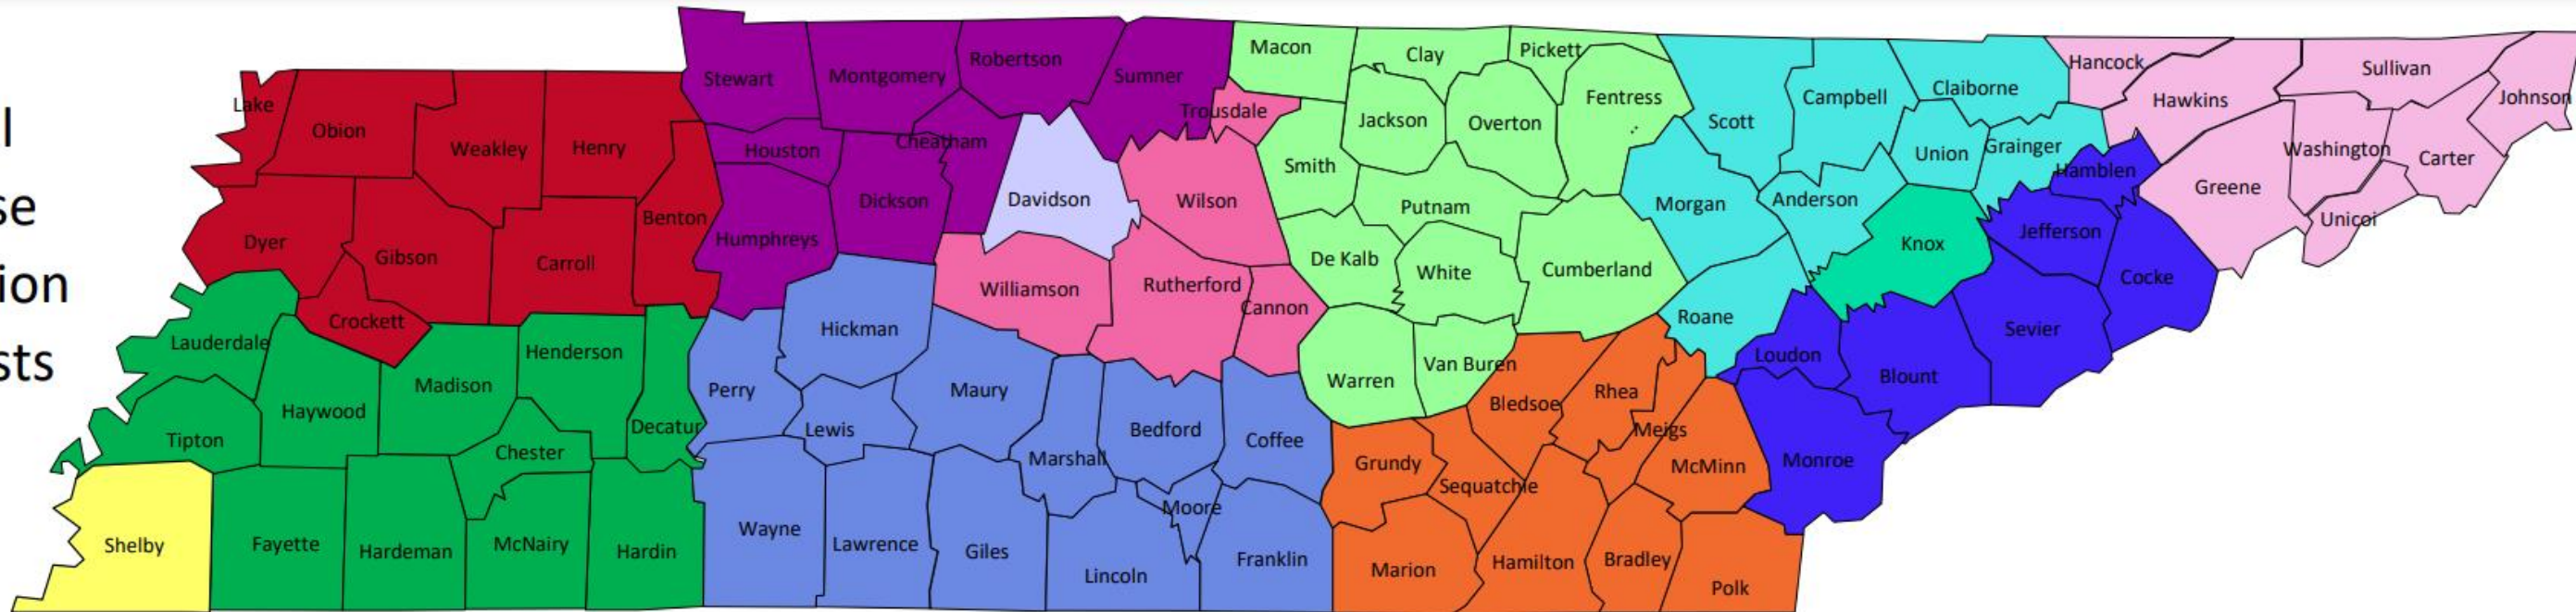 l
se
ion
sts
Lake
Obion
Weakley
Henry
Benton
Dyer
Gibson
Carroll
Crockett
Lauderdale
Tipton
Haywood
Madison
Henderson
Decatur
Chester
Shelby
Fayette
Hardeman
McNairy
Hardin
Stewart
Montgomery
Robertson
Sumner
Houston
Cheatham
Dickson
Humphreys
Davidson
Trousdale
Wilson
Williamson
Rutherford
Cannon
Hickman
Perry
Lewis
Maury
Marshall
Bedford
Coffee
Moore
Wayne
Lawrence
Giles
Lincoln
Franklin
Macon
Clay
Pickett
Jackson
Overton
Fentress
Smith
Putnam
De Kalb
White
Cumberland
Warren
Van Buren
Bledsoe
Rhea
Meigs
McMinn
Grundy
Sequatchie
Marion
Hamilton
Bradley
Polk
Scott
Campbell
Claiborne
Union
Grainger
Morgan
Anderson
Roane
Knox
Hamblen
Jefferson
Cocke
Sevier
Loudon
Blount
Monroe
Hancock
Hawkins
Sullivan
Johnson
Washington
Carter
Greene
Unicoi